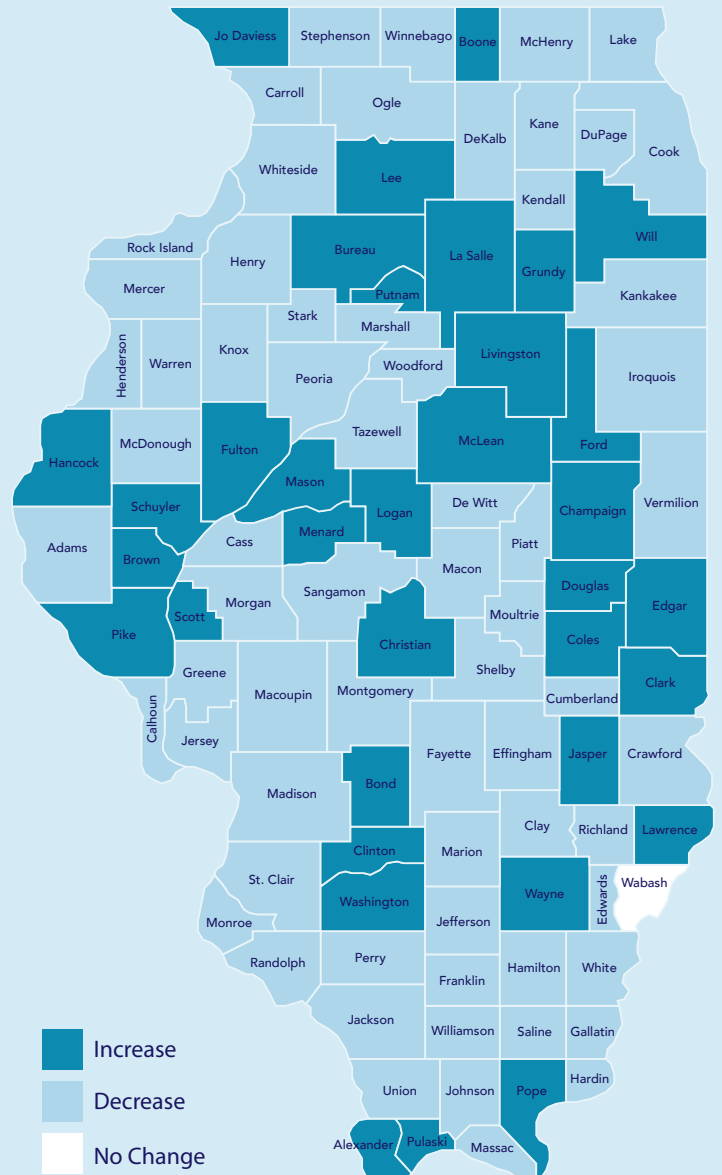 Jo Daviess
Stephenson
Winnebago
Boone
McHenry
Lake
Carroll
Ogle
DeKalb
Kane
DuPage
Cook
Whiteside
Lee
Kendall
Rock Island
Henry
Bureau
La Salle
Grundy
Will
Mercer
Putnam
Kankakee
Stark
Marshall
Henderson
Warren
Knox
Peoria
Woodford
Livingston
Iroquois
Hancock
McDonough
Fulton
Tazewell
McLean
Ford
Mason
Schuyler
Logan
De Witt
Champaign
Vermilion
Adams
Brown
Cass
Menard
Piatt
Macon
Scott
Morgan
Sangamon
Douglas
Edgar
Pike
Christian
Moultrie
Coles
Greene
Macoupin
Montgomery
Shelby
Cumberland
Clark
Calhoun
Jersey
Fayette
Effingham
Jasper
Crawford
Madison
Bond
Clay
Richland
Lawrence
Clinton
Marion
St. Clair
Washington
Wayne
Edwards
Wabash
Monroe
Jefferson
Randolph
Perry
Franklin
Hamilton
White
Jackson
Williamson
Saline
Gallatin
Union
Johnson
Pope
Hardin
Alexander
Pulaski
Massac
Increase
Decrease
No Change